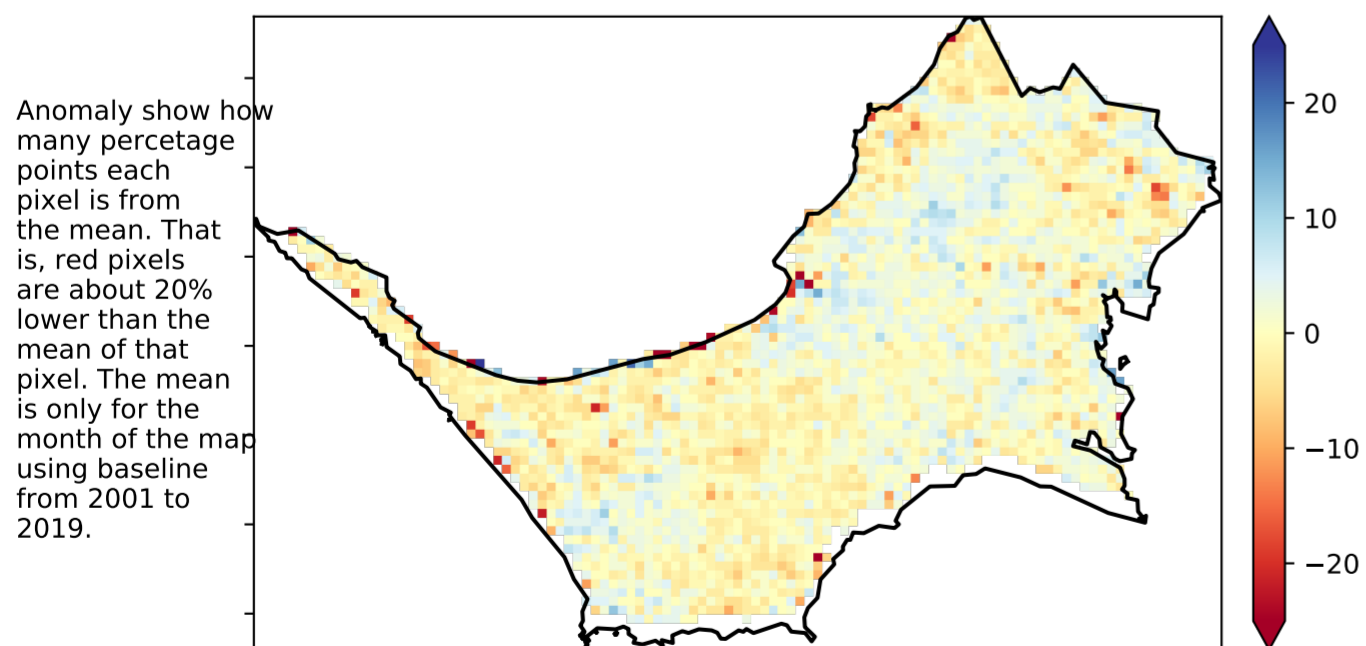 Anomaly show how
many percetage
points each
pixel is from
the mean. That
is, red pixels
are about 20%
lower than the
mean of that
pixel. The mean
is only for the
month of the map
using baseline
from 2001 to
2019.
20
10
0
−10
−20